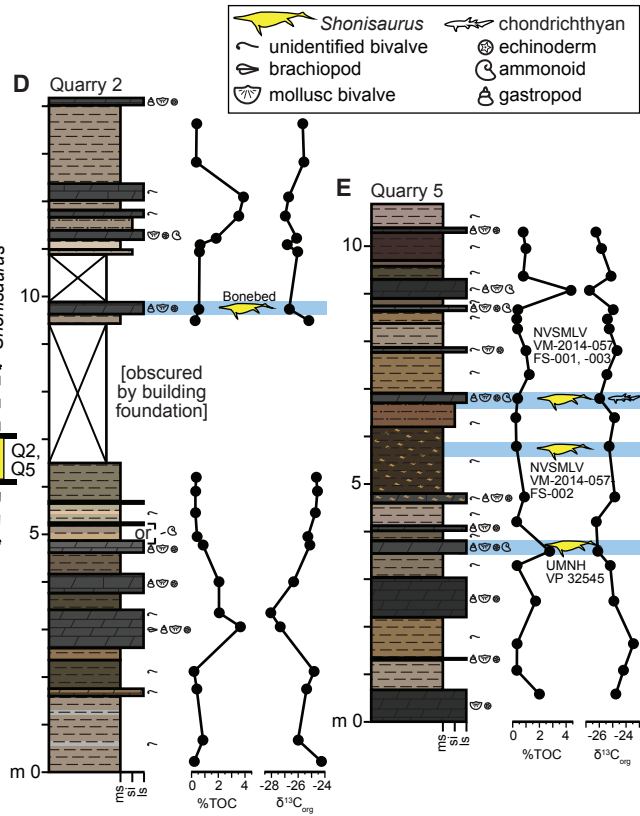 Shonisaurus
chondrichthyan
unidentified bivalve
echinoderm
brachiopod
ammonoid
mollusc bivalve
gastropod
D
Quarry 2
Bonebed
10
[obscured
by building
foundation]
Shonisaurus
Q2,
Q5
or
5
m 0
ms
si
ls
0
2
4
%TOC
-28
-26
-24
δ¹³Corg
E
Quarry 5
10
NVSMLV
VM-2014-057
FS-001, -003
5
NVSMLV
VM-2014-057-
FS-002
UMNH
VP 32545
m 0
ms
si
ls
0
2
4
%TOC
-26
-24
-22
δ¹³Corg